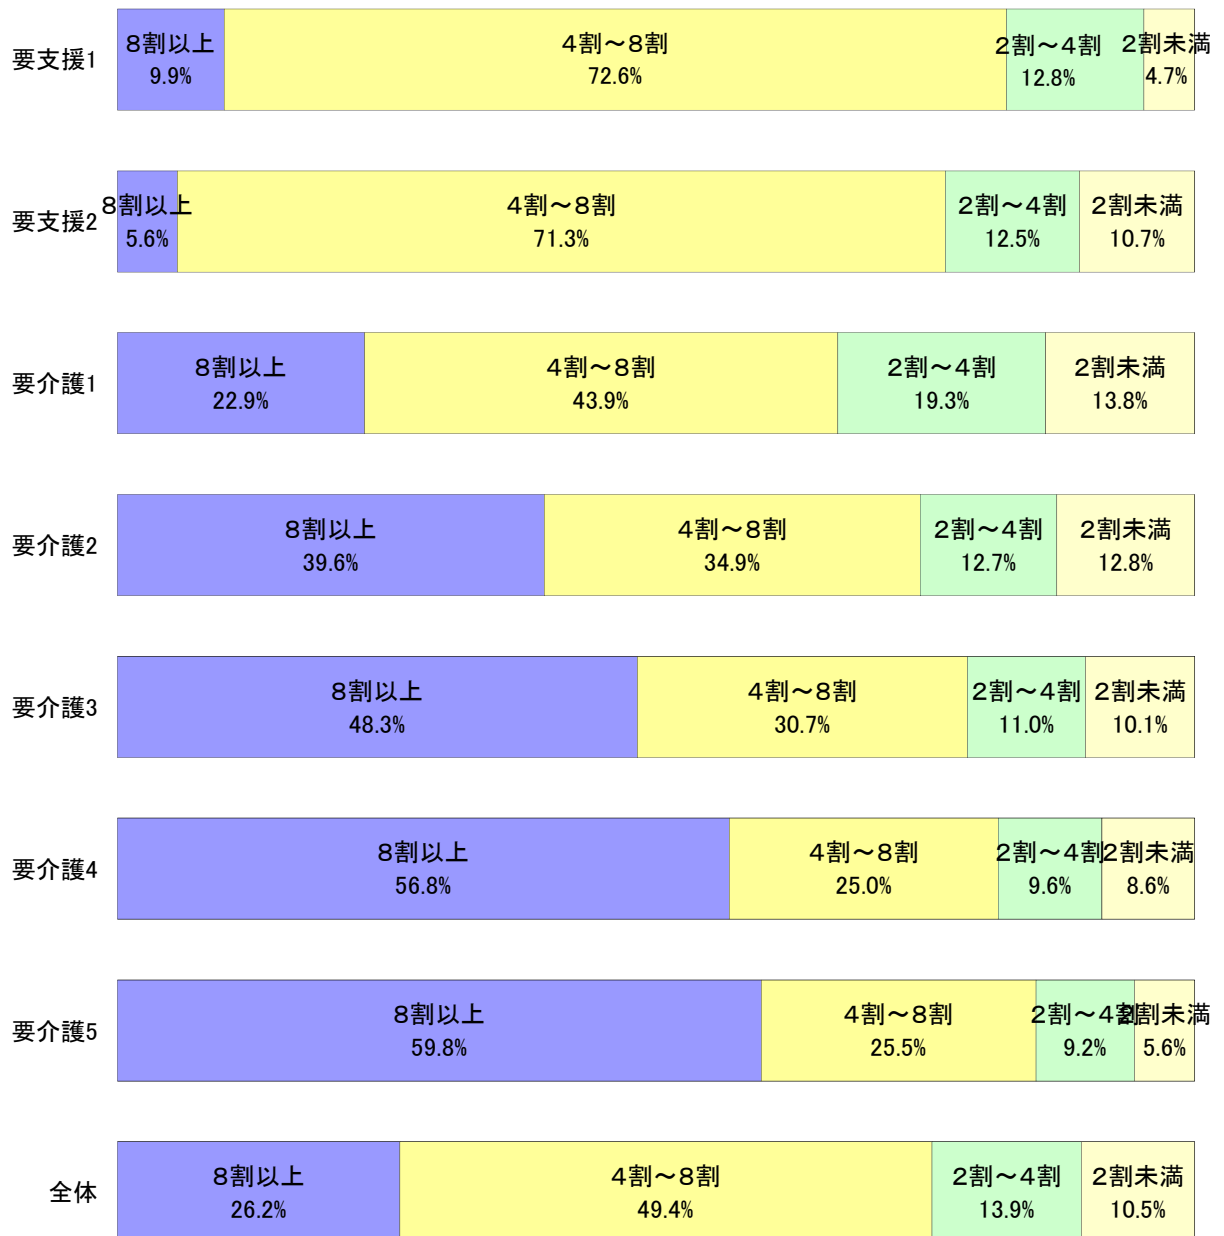 要支援1
8割以上 4割～8割 2割～4割 2割未満
9.9% 72.6% 12.8% 4.7%
要支援2
8割以上 4割～8割 2割～4割 2割未満
5.6% 71.3% 12.5% 10.7%
要介護1
8割以上 4割～8割 2割～4割 2割未満
22.9% 43.9% 19.3% 13.8%
要介護2
8割以上 4割～8割 2割～4割 2割未満
39.6% 34.9% 12.7% 12.8%
要介護3
8割以上 4割～8割 2割～4割 2割未満
48.3% 30.7% 11.0% 10.1%
要介護4
8割以上 4割～8割 2割～4割 2割未満
56.8% 25.0% 9.6% 8.6%
要介護5
8割以上 4割～8割 2割～4割 2割未満
59.8% 25.5% 9.2% 5.6%
全体
8割以上 4割～8割 2割～4割 2割未満
26.2% 49.4% 13.9% 10.5%